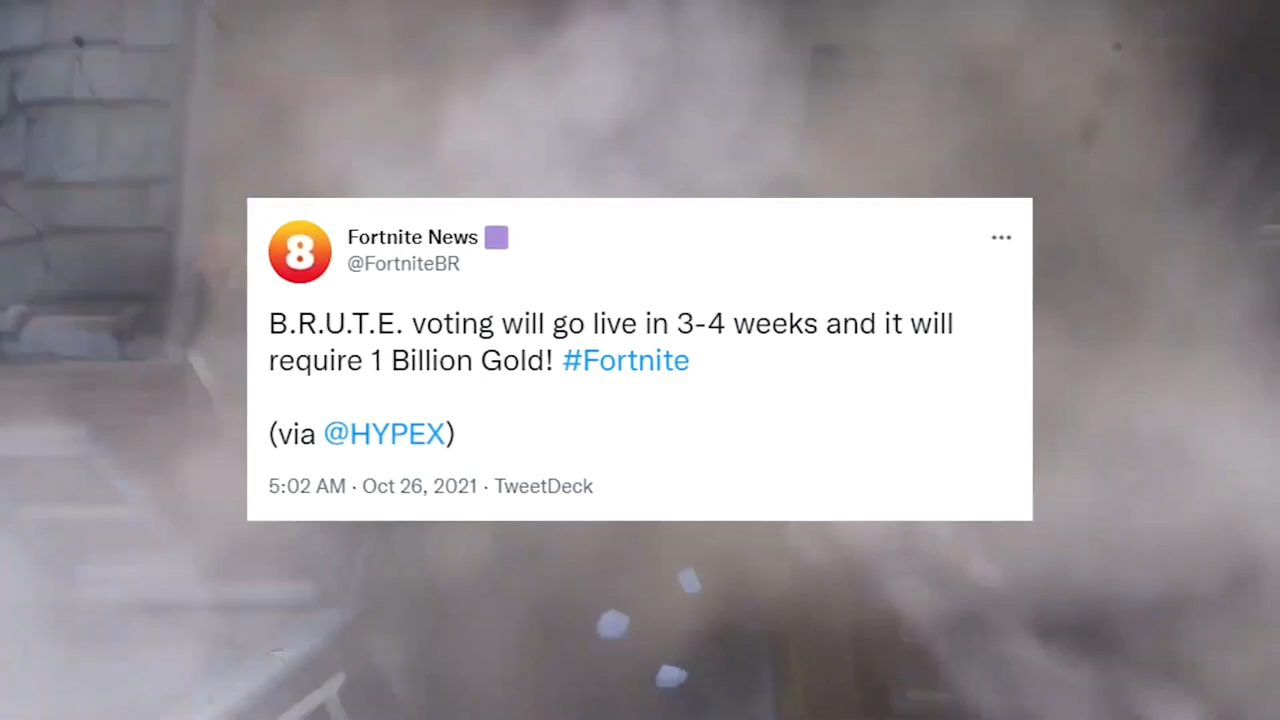 8
Fortnite News
@FortniteBR
B.R.U.T.E. voting will go live in 3-4 weeks and it will
require 1 Billion Gold! #Fortnite
(via @HYPEX)
5:02 AM · Oct 26, 2021 · TweetDeck